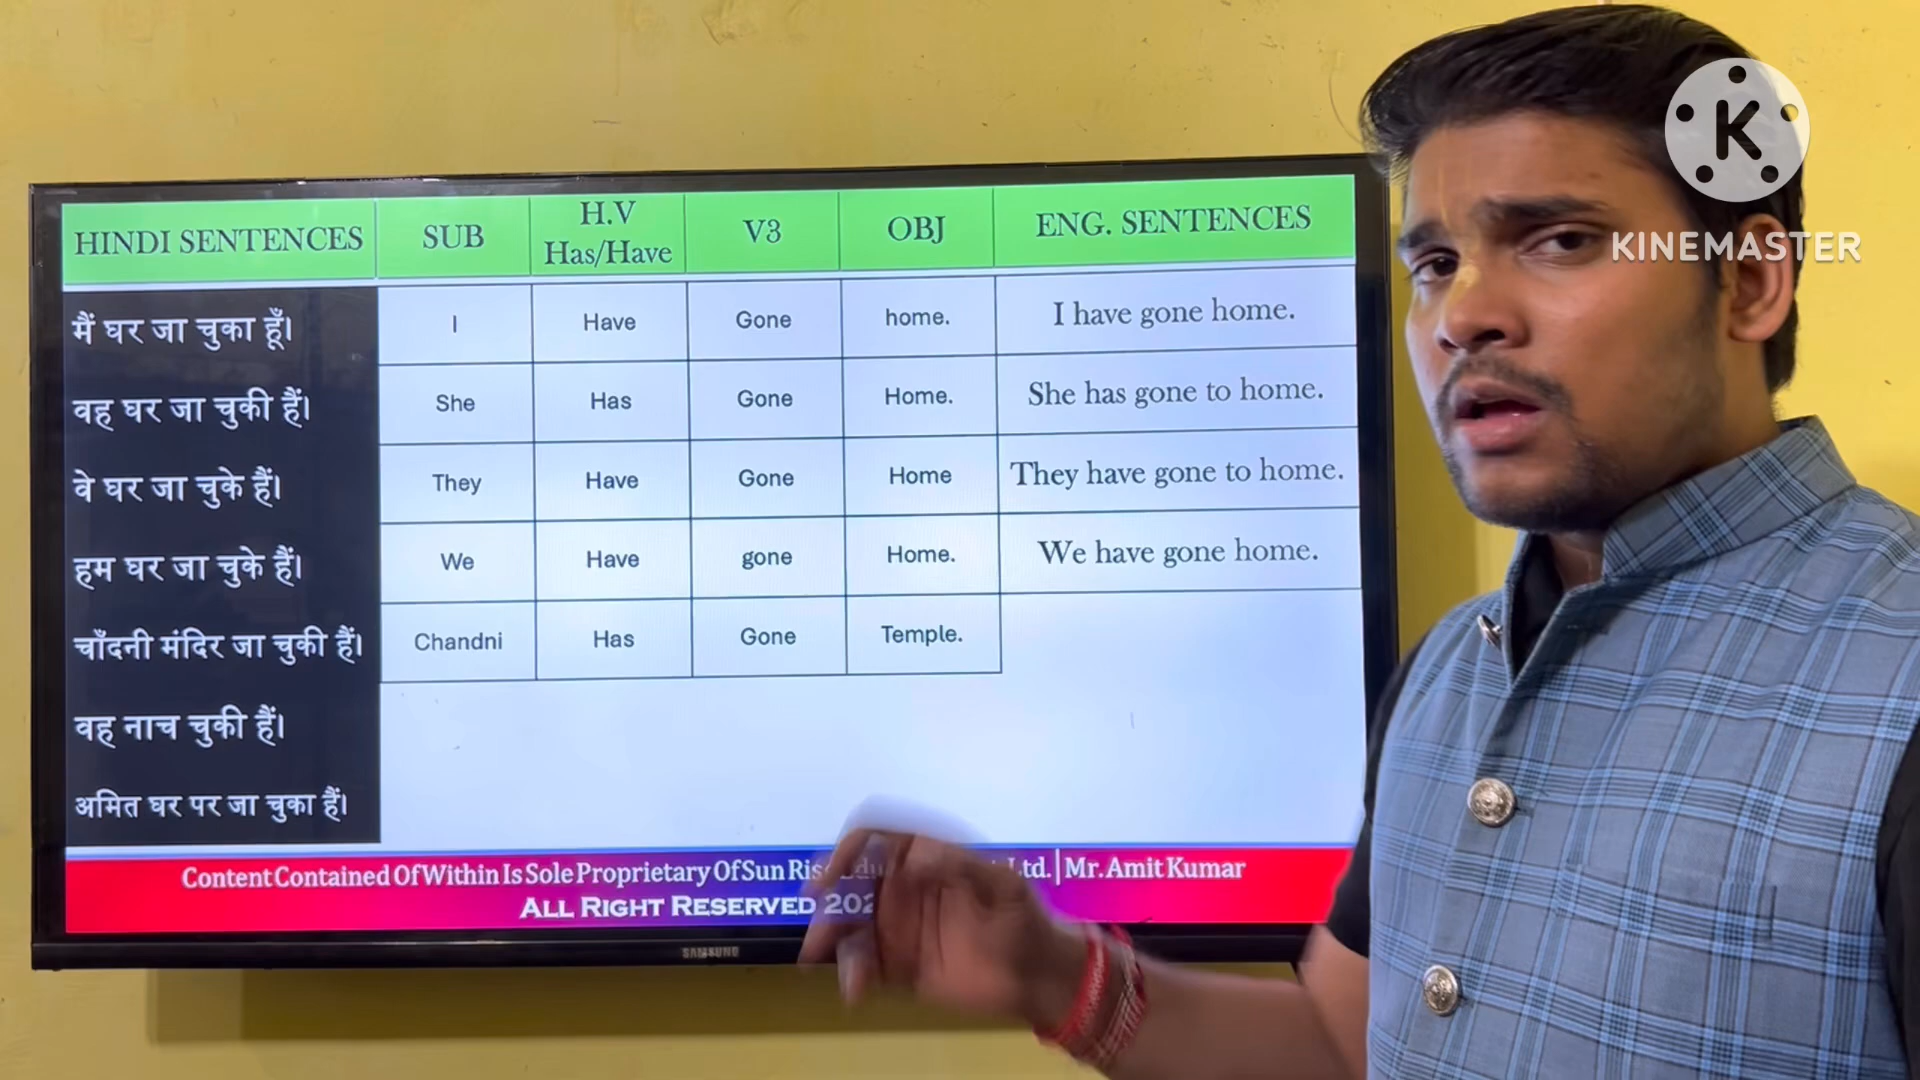 KINEMASTER
HINDI SENTENCES SUB H.V Has/Have V3 OBJ ENG. SENTENCES
मैं घर जा चुका हूँ। I Have Gone home. I have gone home.
वह घर जा चुकी हैं। She Has Gone Home. She has gone to home.
वे घर जा चुके हैं। They Have Gone Home They have gone to home.
हम घर जा चुके हैं। We Have gone Home. We have gone home.
चाँदनी मंदिर जा चुकी हैं। Chandni Has Gone Temple.
वह नाच चुकी हैं।
अमित घर पर जा चुका हैं।
Content Contained Of Within Is Sole Proprietary Of Sun Ltd. | Mr. Amit Kumar
ALL RIGHT RESERVED
SAMSUNG